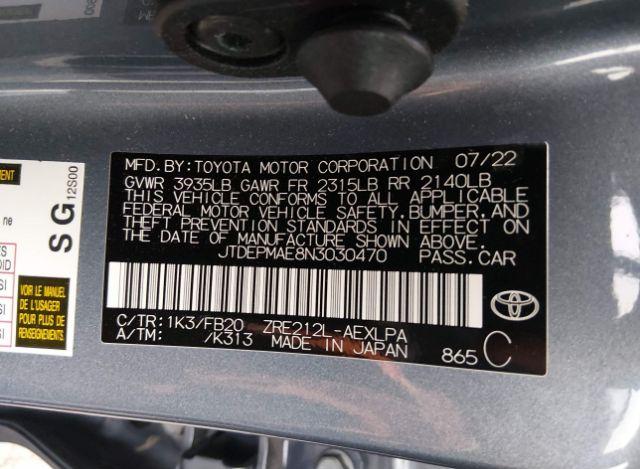 MFD. BY: TOYOTA MOTOR CORPORATION 07/22
GVWR 3935LB GAWR FR 2315LB RR 2140LB
THIS VEHICLE CONFORMS TO ALL APPLICABLE
FEDERAL MOTOR VEHICLE SAFETY, BUMPER, AND
THEFT PREVENTION STANDARDS IN EFFECT ON
THE DATE OF MANUFACTURE SHOWN ABOVE.
JTDEPMAE8N3030470 PASS. CAR
C/TR: 1K3/FB20 ZRE212L-AEXLPA
A/TM: /K313 MADE IN JAPAN 865 C
SG 12S00
ne
VOIR LE MANUEL
DE L'USAGER
POUR PLUS DE
RENSEIGNEMENTS